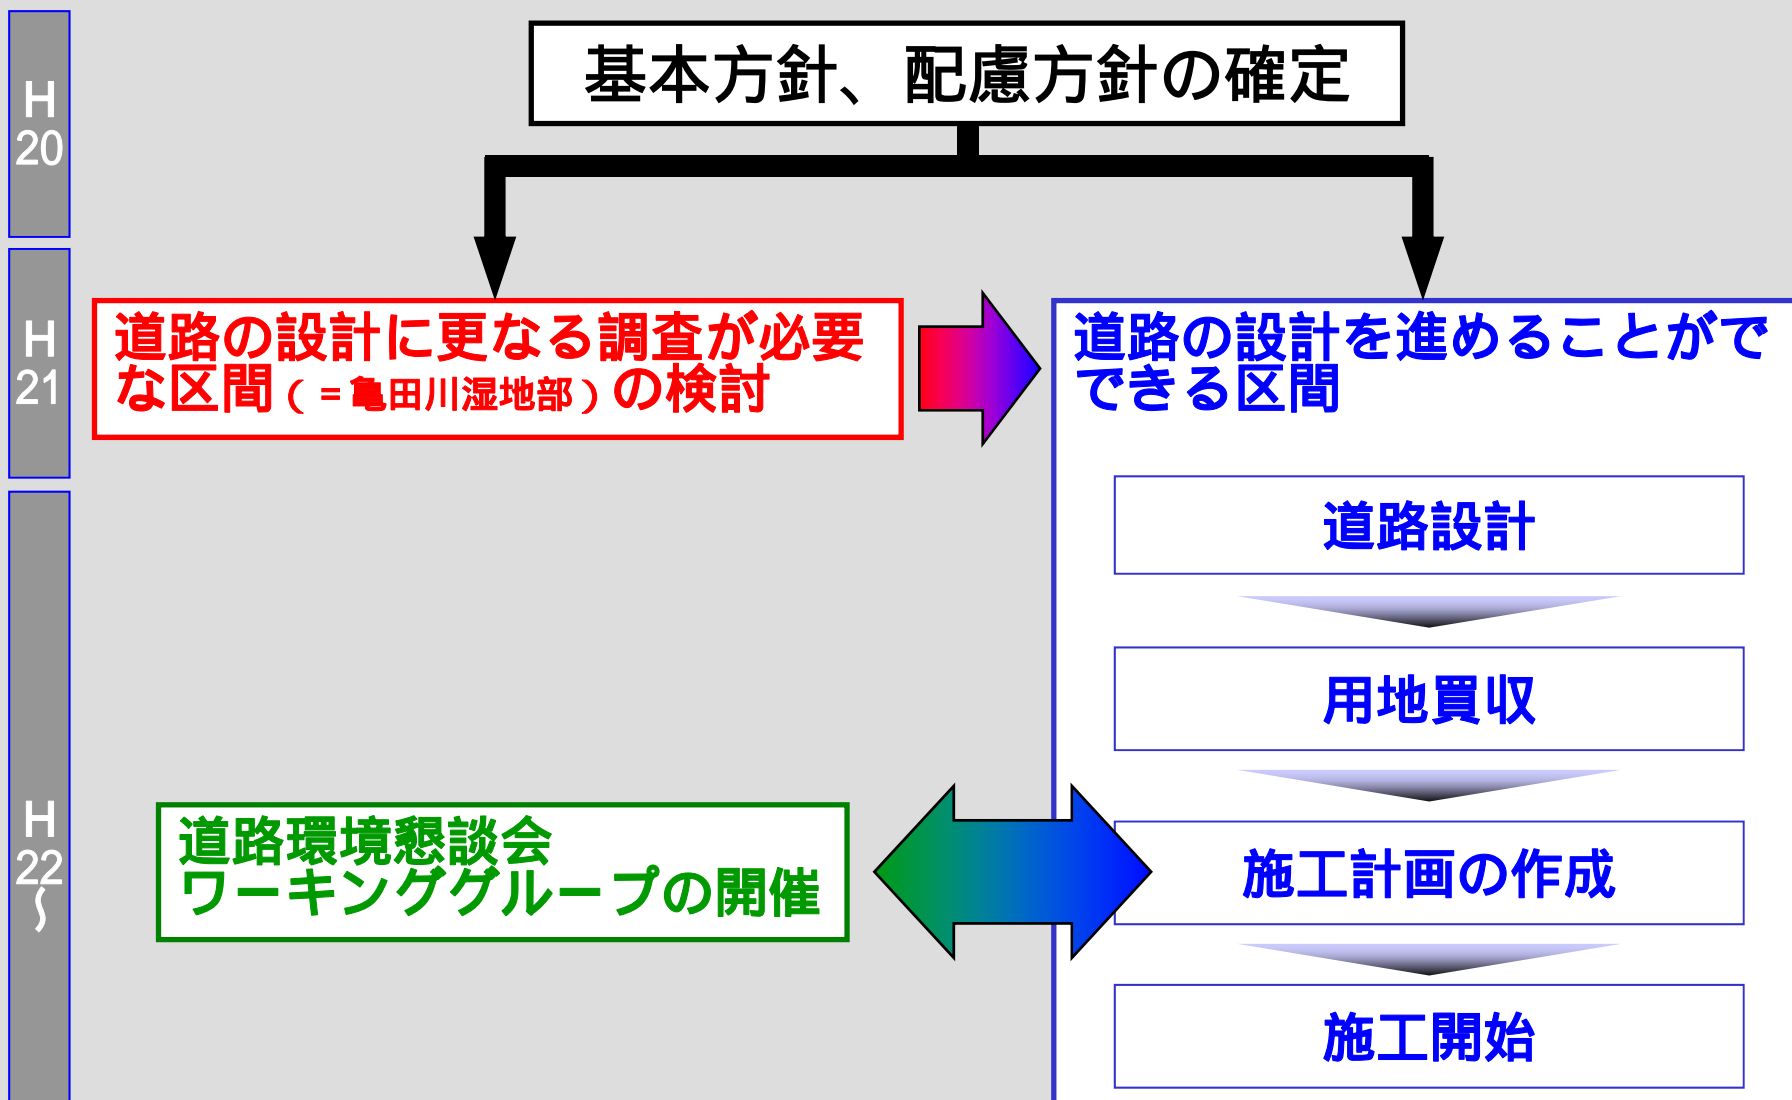 H
20
基本方針、配慮方針の確定
H
21
道路の設計に更なる調査が必要
な区間（＝亀田川湿地部）の検討
道路の設計を進めることがで
できる区間
道路設計
用地買収
H
22
～
道路環境懇談会
ワーキンググループの開催
施工計画の作成
施工開始